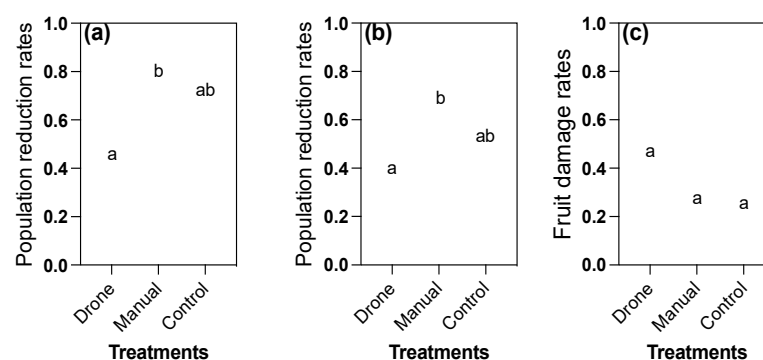 (a)
Population reduction rates
1.0
0.8
0.6
0.4
0.2
0.0
a
b
ab
Drone
Manual
Control
Treatments
(b)
Population reduction rates
1.0
0.8
0.6
0.4
0.2
0.0
a
b
ab
Drone
Manual
Control
Treatments
(c)
Fruit damage rates
1.0
0.8
0.6
0.4
0.2
0.0
a
a
a
Drone
Manual
Control
Treatments